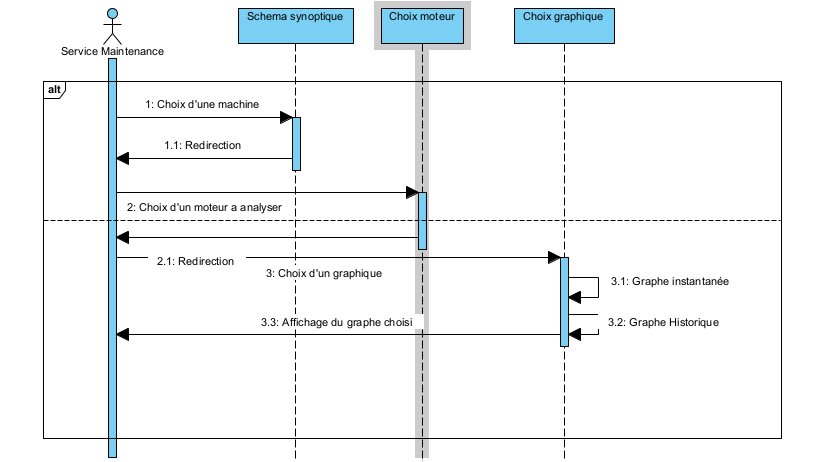 Schema synoptique
Choix moteur
Choix graphique
Service Maintenance
alt
1: Choix d'une machine
1.1: Redirection
2: Choix d'un moteur a analyser
2.1: Redirection
3: Choix d'un graphique
3.1: Graphe instantanée
3.2: Graphe Historique
3.3: Affichage du graphe choisi